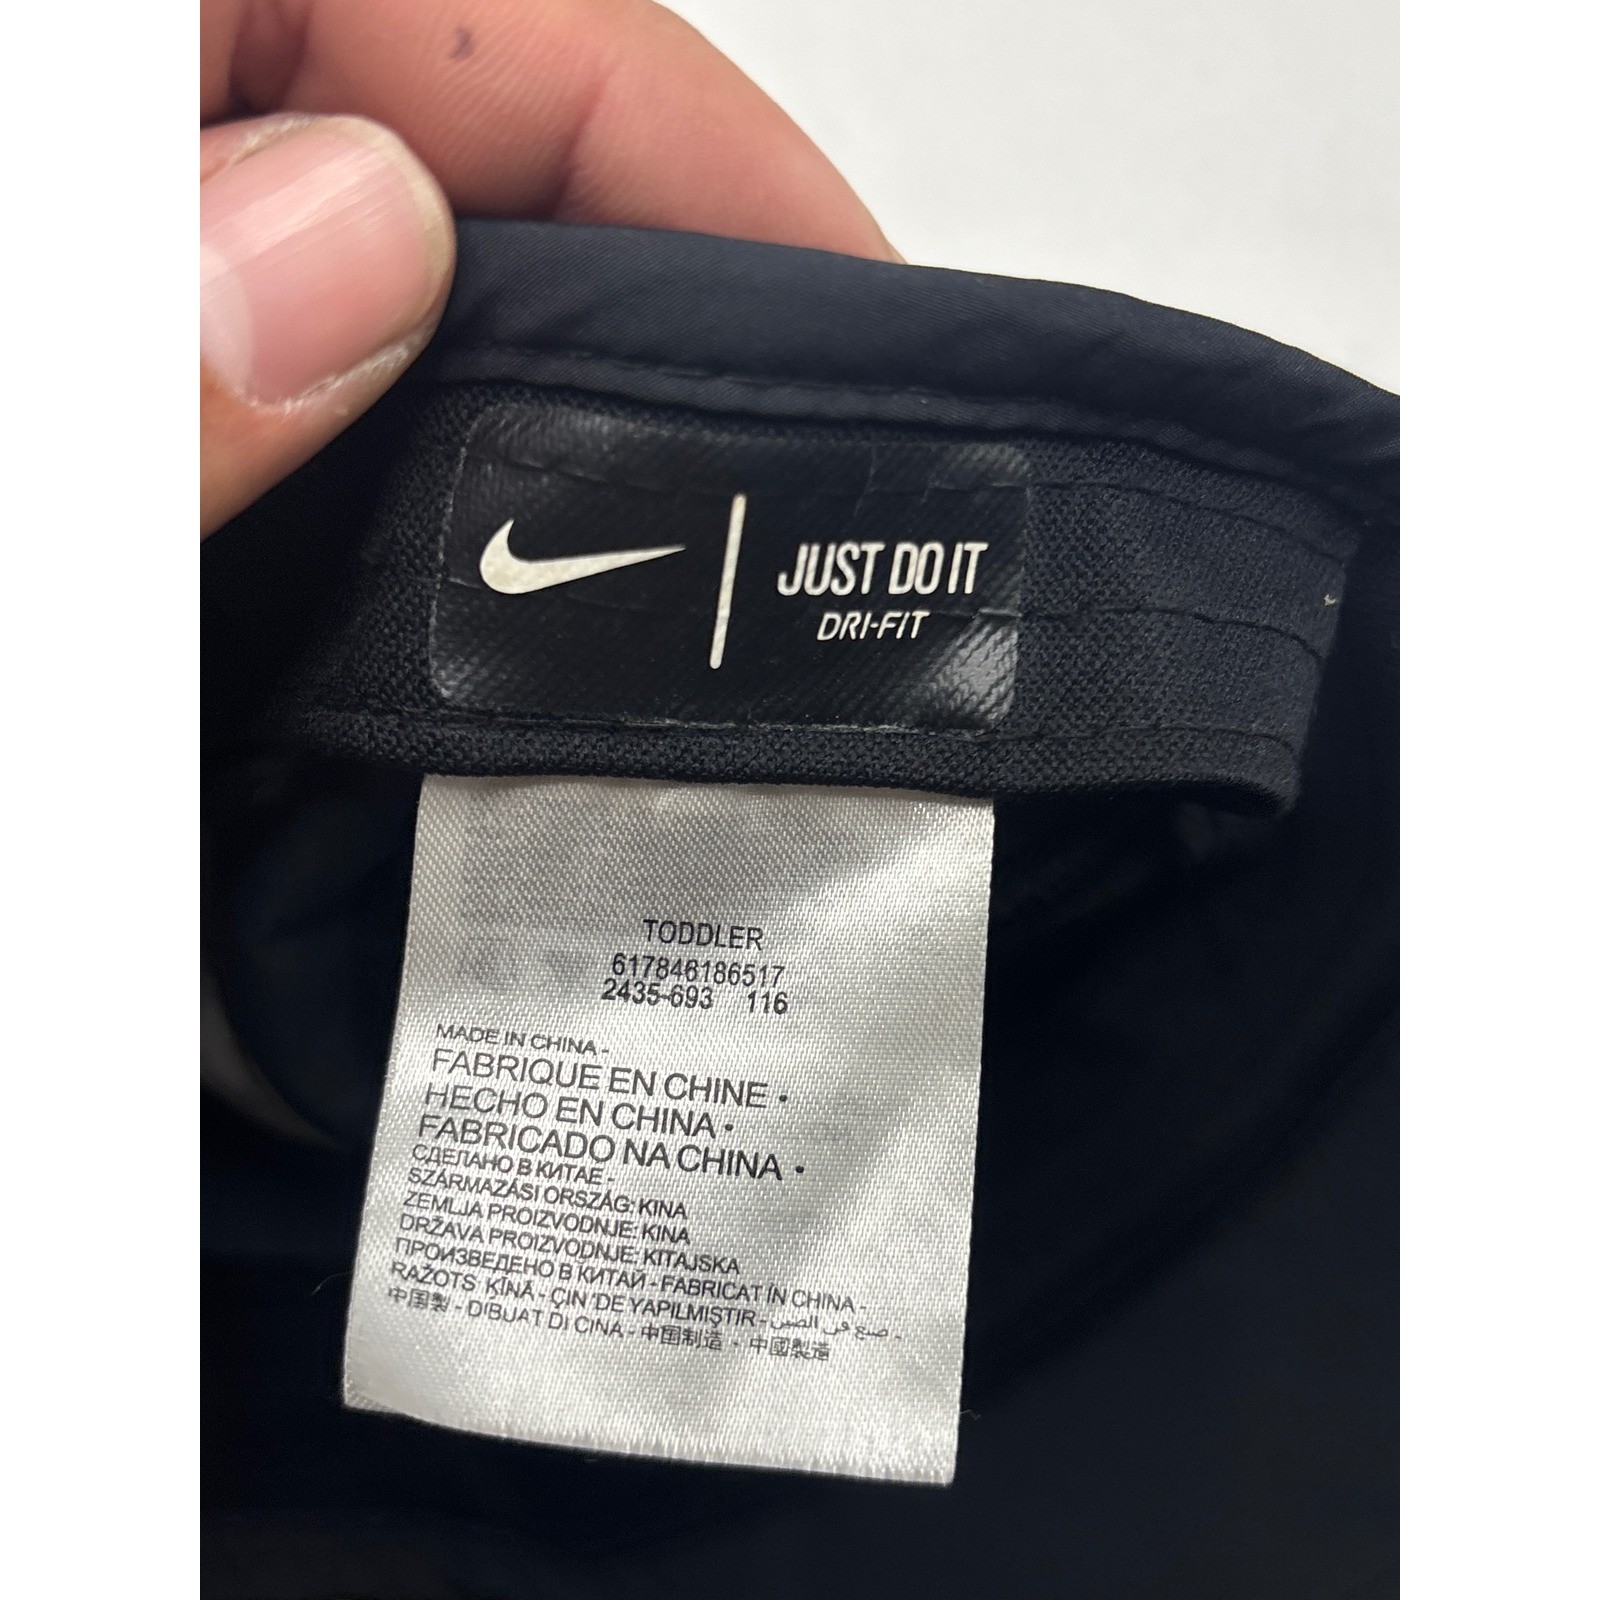 JUST DO IT
DRI-FIT
TODDLER
617846186517
2435-693 116
MADE IN CHINA -
FABRIQUE EN CHINE •
HECHO EN CHINA •
FABRICADO NA CHINA •
СДЕЛАНО В КИТАЕ -
SZÁRMAZÁSI ORSZÁG: KINA
ZEMLJA PROIZVODNJE: KINA
DRŽAVA PROIZVODNJE: KITAJSKA
ПРОИЗВЕДЕНО В КИТАЙ - FABRICAT ÎN CHINA -
RAŽOTS ĶĪNĀ - ÇIN 'DE YAPILMIŞTIR - صنع في الصين -
中国製 - DIBUAT DI CINA - 中国制造 - 中國製造